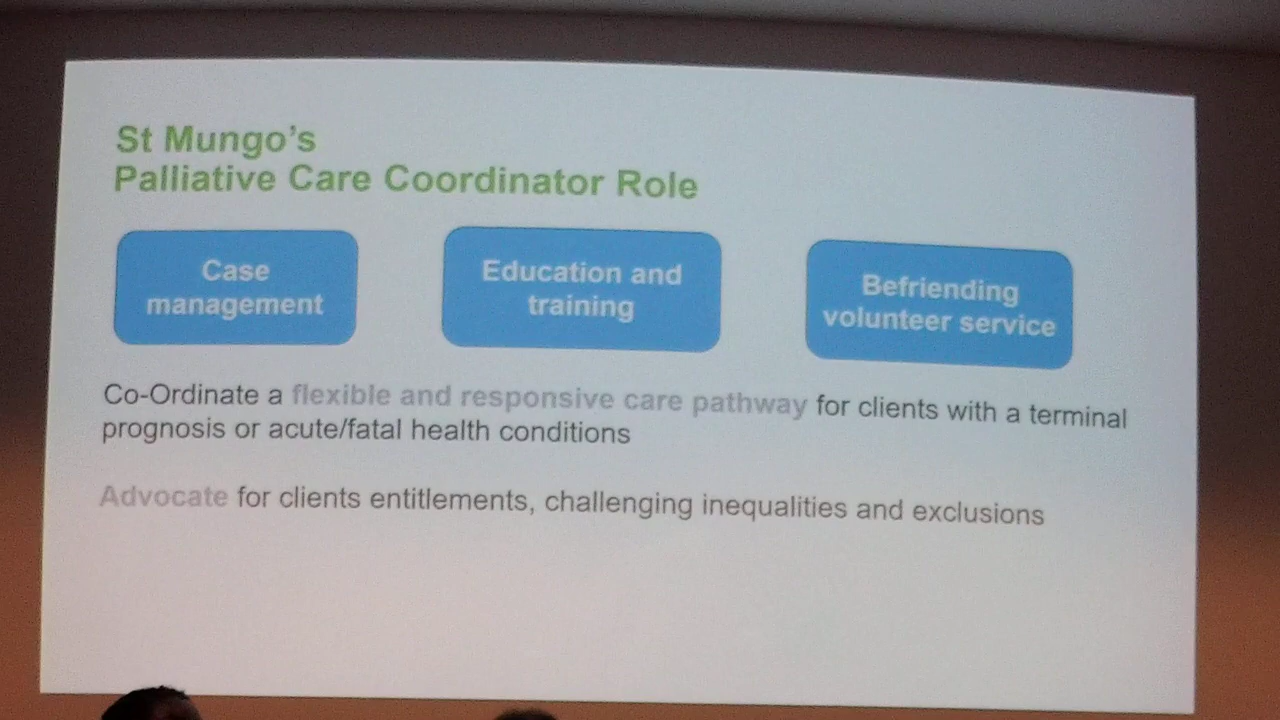 St Mungo's
Palliative Care Coordinator Role
Case
management
Education and
training
Befriending
volunteer service
Co-Ordinate a flexible and responsive care pathway for clients with a terminal
prognosis or acute/fatal health conditions
Advocate for clients entitlements, challenging inequalities and exclusions